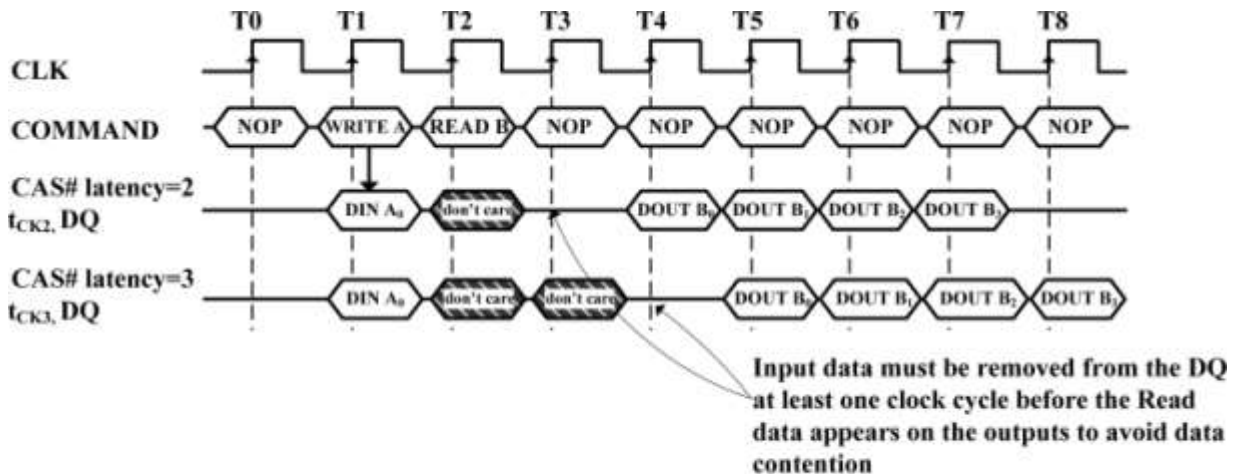 T0 T1 T2 T3 T4 T5 T6 T7 T8
CLK
COMMAND NOP WRITE A READ B NOP NOP NOP NOP NOP NOP
CAS# latency=2
tCK2, DQ DIN A0 don't care DOUT B0 DOUT B1 DOUT B2 DOUT B3
CAS# latency=3
tCK3, DQ DIN A0 don't care don't care DOUT B0 DOUT B1 DOUT B2 DOUT B3
Input data must be removed from the DQ
at least one clock cycle before the Read
data appears on the outputs to avoid data
contention